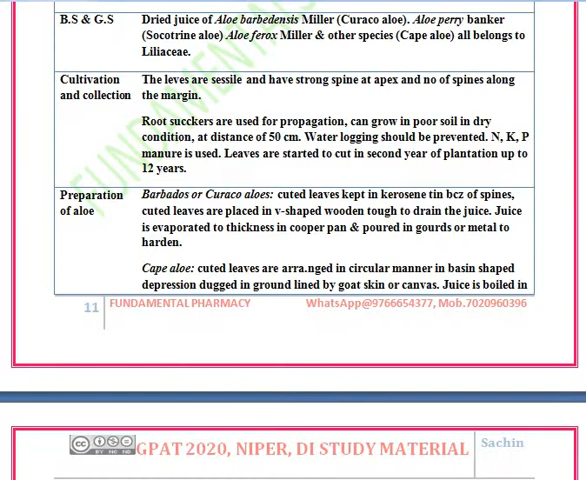 B.S & G.S
Dried juice of Aloe barbedensis Miller (Curaco aloe). Aloe perry banker
(Socotrine aloe) Aloe ferox Miller & other species (Cape aloe) all belongs to
Liliaceae.
Cultivation
and collection
The leves are sessile and have strong spine at apex and no of spines along
the margin.
Root succkers are used for propagation, can grow in poor soil in dry
condition, at distance of 50 cm. Water logging should be prevented. N, K, P
manure is used. Leaves are started to cut in second year of plantation up to
12 years.
Preparation
of aloe
Barbados or Curaco aloes: cuted leaves kept in kerosene tin bcz of spines,
cuted leaves are placed in v-shaped wooden tough to drain the juice. Juice
is evaporated to thickness in cooper pan & poured in gourds or metal to
harden.
Cape aloe: cuted leaves are arra.nged in circular manner in basin shaped
depression dugged in ground lined by goat skin or canvas. Juice is boiled in
11
FUNDAMENTAL PHARMACY WhatsApp@9766654377, Mob.7020960396
FUNDAMENTAL
GPAT 2020, NIPER, DI STUDY MATERIAL
Sachin